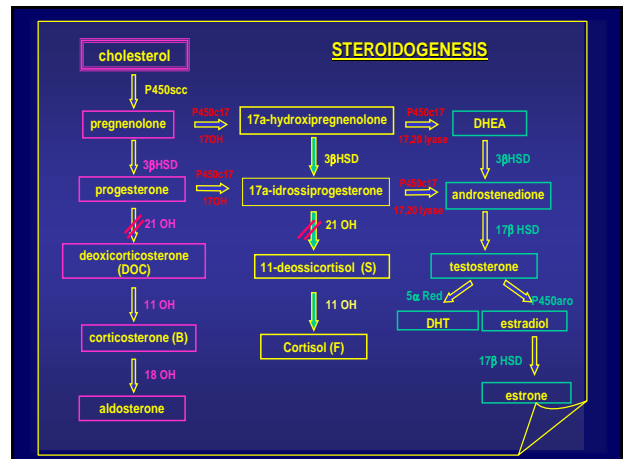 STEROIDOGENESIS
cholesterol
P450scc
pregnenolone
P450c17
17OH
17a-hydroxipregnenolone
P450c17
17,20 lyase
DHEA
3βHSD
3βHSD
3βHSD
progesterone
P450c17
17OH
17a-idrossiprogesterone
P450c17
17,20 lyase
androstenedione
21 OH
21 OH
17β HSD
deoxicorticosterone
(DOC)
11-deossicortisol (S)
testosterone
11 OH
11 OH
5α Red
P450aro
corticosterone (B)
Cortisol (F)
DHT
estradiol
18 OH
17β HSD
aldosterone
estrone